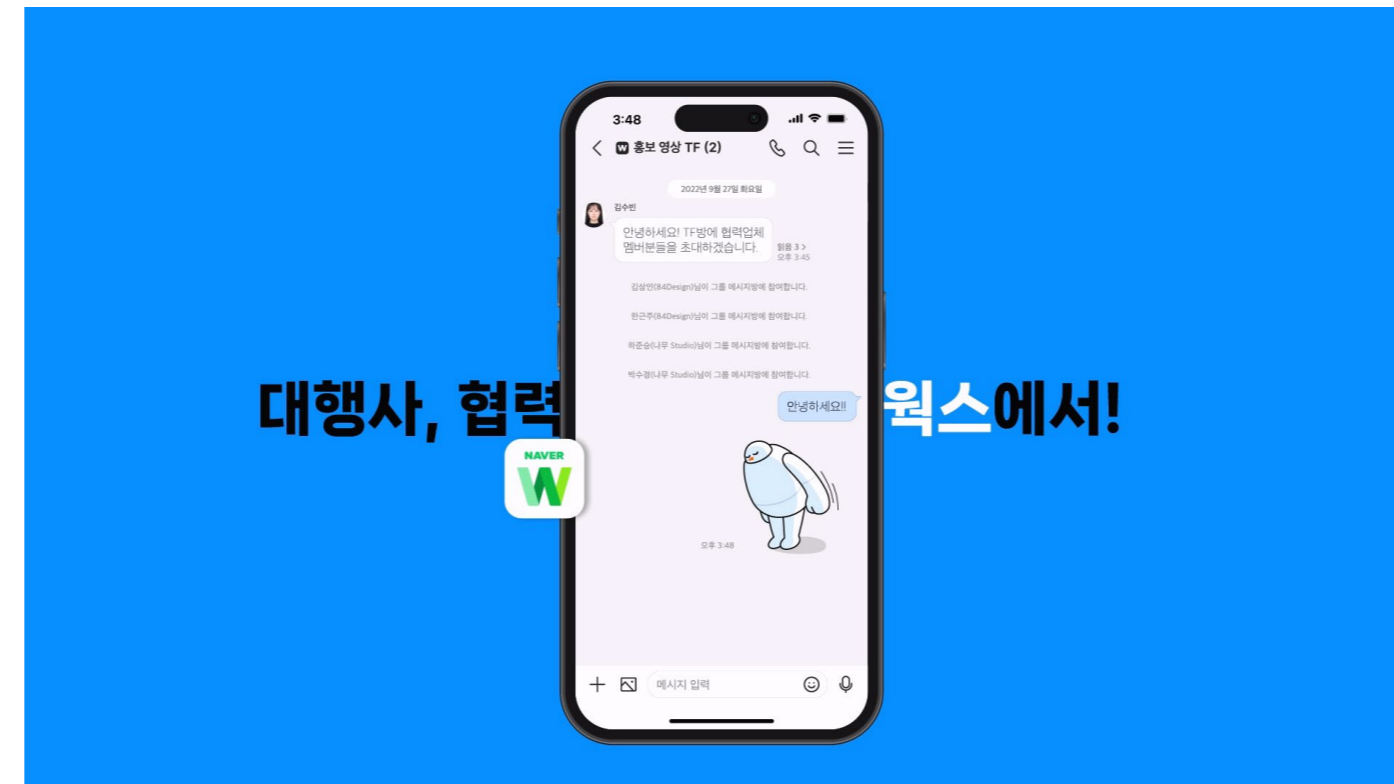 3:48
홍보 영상 TF (2)
2022년 9월 27일 화요일
김수빈
안녕하세요! TF방에 협력업체
멤버분들을 초대하겠습니다.
읽음 3 >
오후 3:45
김상언(84Design)님이 그룹 메시지방에 참여합니다.
한근주(84Design)님이 그룹 메시지방에 참여합니다.
하준승(나무 Studio)님이 그룹 메시지방에 참여합니다.
박수경(나무 Studio)님이 그룹 메시지방에 참여합니다.
대행사, 협력 웍스에서!
안녕하세요!!
NAVER
W
오후 3:48
메시지 입력